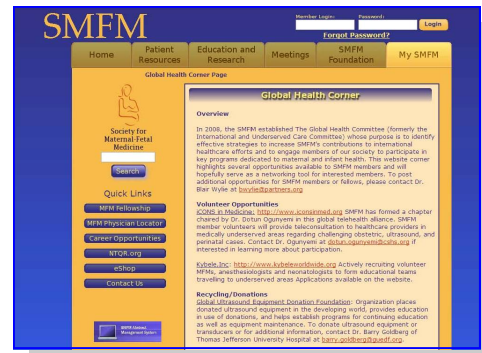 SMFM
Member Login: Password:
Login
Forgot Password?
Home
Patient
Resources
Education and
Research
Meetings
SMFM
Foundation
My SMFM
Global Health Corner Page
Society for
Maternal-Fetal
Medicine
Search
Quick Links
MFM Fellowship
MFM Physician Locator
Career Opportunities
NTQR.org
eShop
Contact Us
Global Health Corner
Overview
In 2008, the SMFM established The Global Health Committee (formerly the
International and Underserved Care Committee) whose purpose is to identify
effective strategies to increase SMFM's contributions to international
healthcare efforts and to engage members of our society to participate in
key programs dedicated to maternal and infant health. This website corner
highlights several opportunities available to SMFM members and will
hopefully serve as a networking tool for interested members. To post
additional opportunities for SMFM members or fellows, please contact Dr.
Blair Wylie at bwylie@partners.org
Volunteer Opportunities
iCONS in Medicine: http://www.iconsinmed.org SMFM has formed a chapter
chaired by Dr. Dotun Ogunyemi in this global telehealth alliance. SMFM
member volunteers will provide teleconsultation to healthcare providers in
medically underserved areas regarding challenging obstetric, ultrasound, and
perinatal cases. Contact Dr. Ogunyemi at dotun.ogunyemi@cshs.org if
interested in learning more about participation.
Kybele,Inc: http://www.kybeleworldwide.org Actively recruiting volunteer
MFMs, anesthesiologists and neonatologists to form educational teams
travelling to underserved areas Applications available on the website.
Recycling/Donations
Global Ultrasound Equipment Donation Foundation: Organization places
donated ultrasound equipment in the developing world, provides education
in use of donations, and helps establish programs for continuing education
as well as equipment maintenance. To donate ultrasound equipment or
transducers or for additional information, contact Dr. Barry Goldberg of
Thomas Jefferson University Hospital at barry.goldberg@guedf.org.